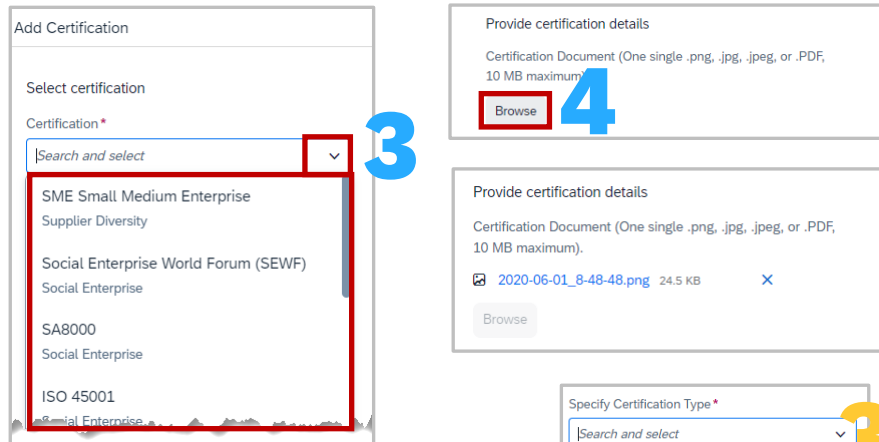 Add Certification
Select certification
Certification*
Search and select
3
SME Small Medium Enterprise
Supplier Diversity
Social Enterprise World Forum (SEWF)
Social Enterprise
SA8000
Social Enterprise
ISO 45001
Social Enterprise
Provide certification details
Certification Document (One single .png, .jpg, .jpeg, or .PDF,
10 MB maximum)
Browse
4
Provide certification details
Certification Document (One single .png, .jpg, .jpeg, or .PDF,
10 MB maximum).
2020-06-01_8-48-48.png 24.5 KB
Browse
Specify Certification Type*
Search and select